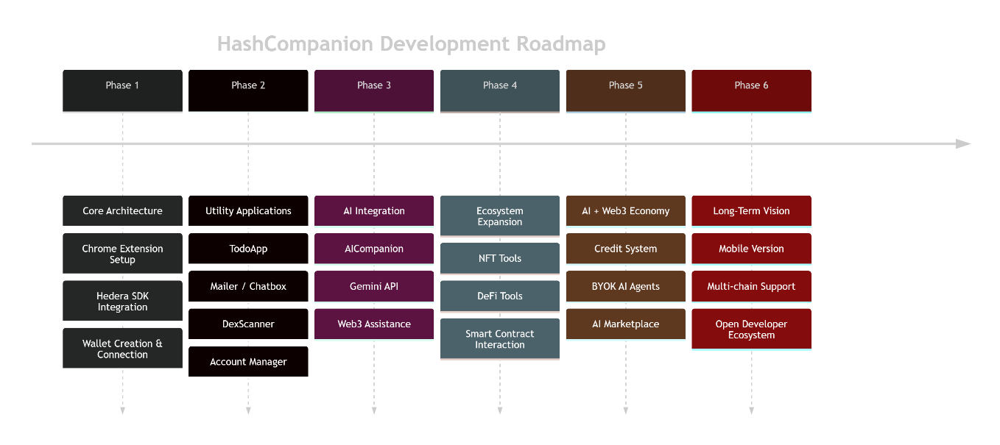 HashCompanion Development Roadmap
Phase 1
Phase 2
Phase 3
Phase 4
Phase 5
Phase 6
Core Architecture
Chrome Extension
Setup
Hedera SDK
Integration
Wallet Creation &
Connection
Utility Applications
TodoApp
Mailer / Chatbox
DexScanner
Account Manager
AI Integration
AICompanion
Gemini API
Web3 Assistance
Ecosystem
Expansion
NFT Tools
DeFi Tools
Smart Contract
Interaction
AI + Web3 Economy
Credit System
BYOK AI Agents
AI Marketplace
Long-Term Vision
Mobile Version
Multi-chain Support
Open Developer
Ecosystem